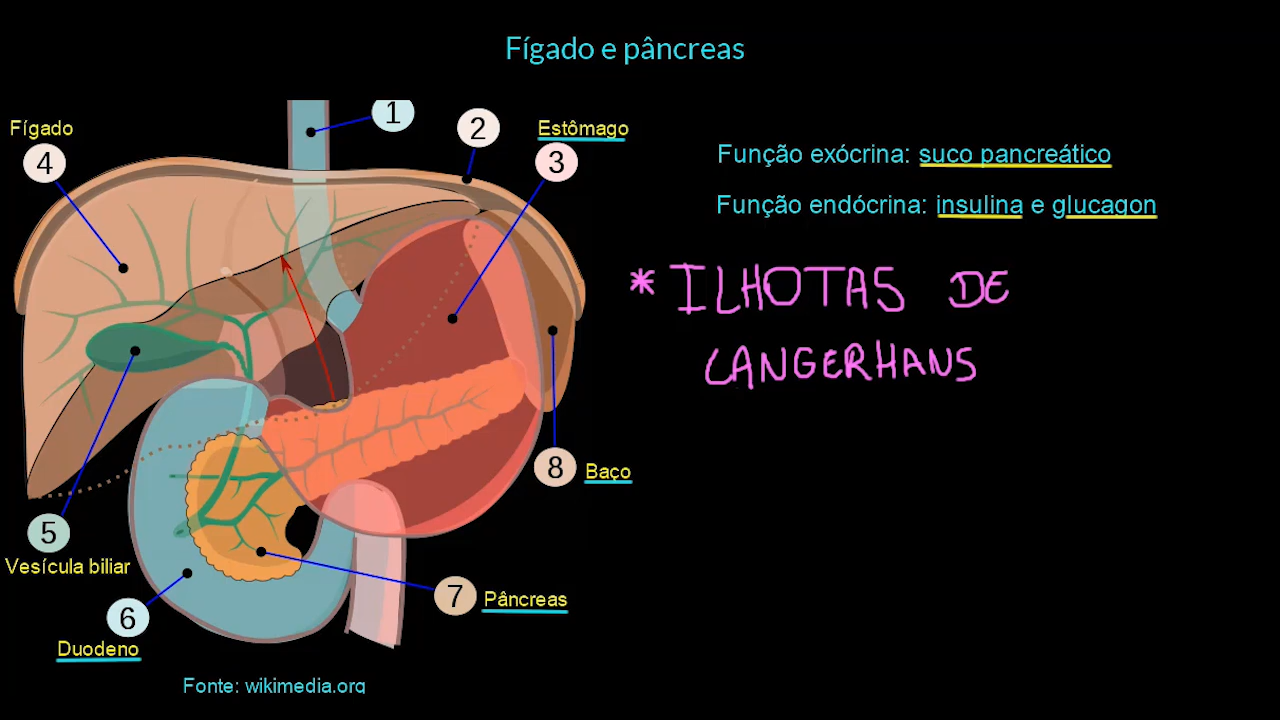 Fígado e pâncreas
1
2
Estômago
3
Fígado
4
Função exócrina: suco pancreático
Função endócrina: insulina e glucagon
* ILHOTAS DE
LANGERHANS
8 Baço
5
Vesícula biliar
7 Pâncreas
6
Duodeno
Fonte: wikimedia.org